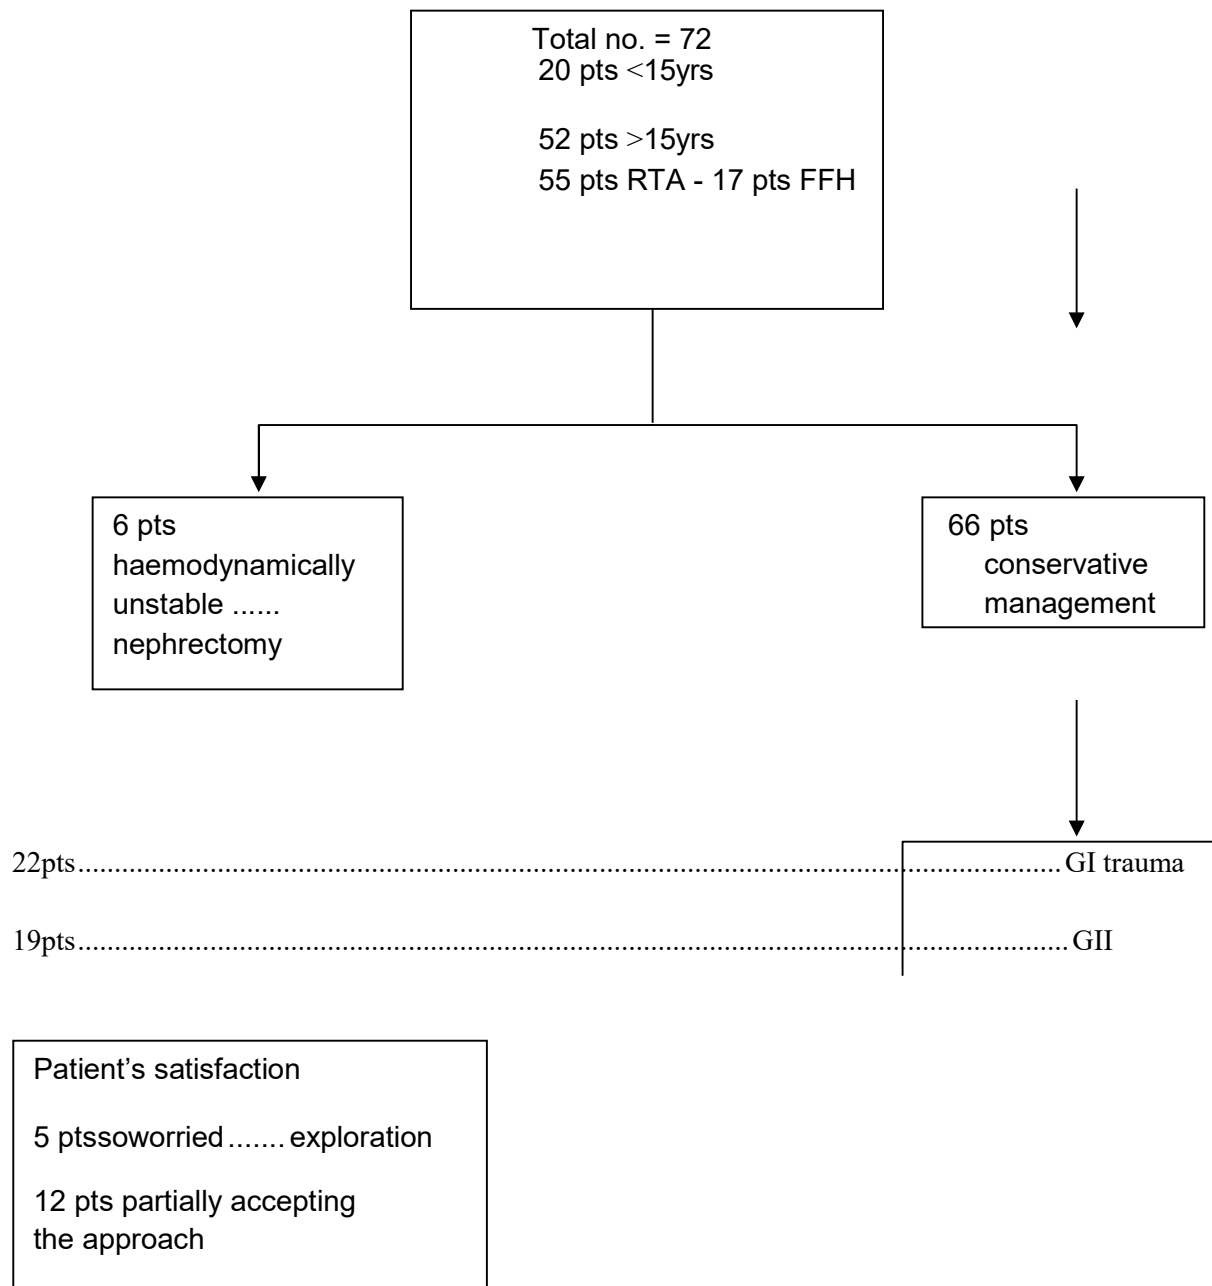 Total no. = 72
20 pts <15yrs
52 pts >15yrs
55 pts RTA - 17 pts FFH
6 pts
haemodynamically
unstable ......
nephrectomy
66 pts
conservative
management
22pts.................................................................................................................................... GI trauma
19pts..................................................................................................................................... GII
Patient’s satisfaction
5 ptssoworried ....... exploration
12 pts partially accepting
the approach